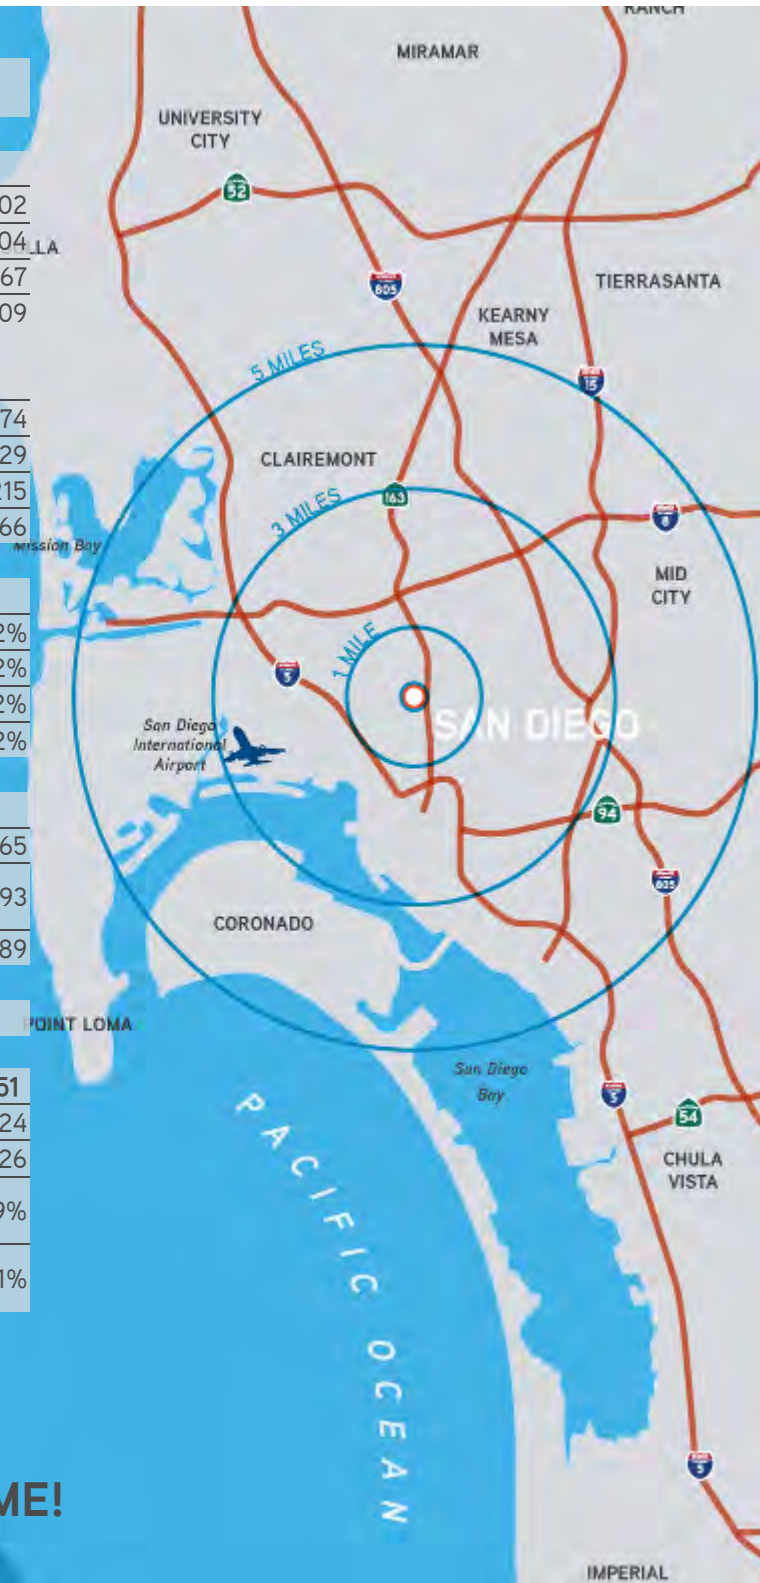 RANCH
MIRAMAR
UNIVERSITY
CITY
52
02
04
LLA
67
09
805
TIERRASANTA
KEARNY
MESA
5 MILES
15
74
29
215
66
CLAIREMONT
163
3 MILES
8
Mission Bay
MID
CITY
2%
2%
2%
2%
1 MILE
5
SAN DIEGO
San Diego
International
Airport
94
65
93
89
805
CORONADO
POINT LOMA
51
24
26
9%
1%
San Diego
Bay
5
54
CHULA
VISTA
PACIFIC OCEAN
5
ME!
IMPERIAL